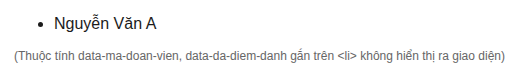 • Nguyễn Văn A
(Thuộc tính data-ma-doan-vien, data-da-diem-danh gắn trên <li> không hiển thị ra giao diện)